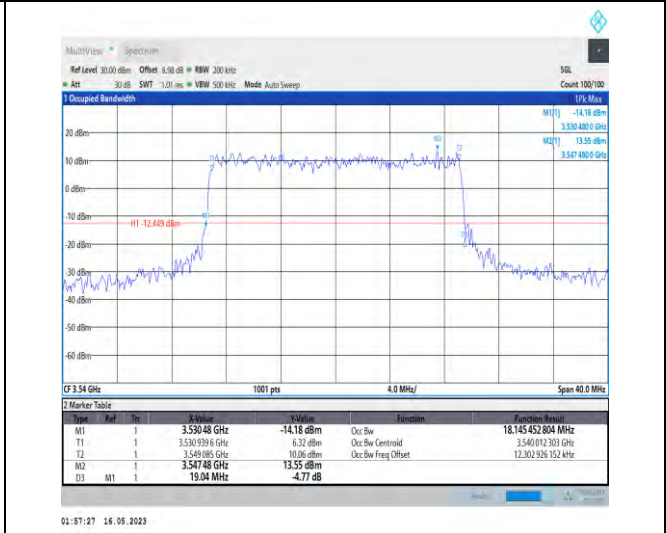 MultiView Spectrum
Ref Level 30.00 dBm Offset 8.98 dB RBW 200 kHz SGL
Att 30 dB SWT 1.01 ms VBW 500 kHz Mode Auto Sweep Count 100/100
1 Occupied Bandwidth 1Pk Max
M1[1] -14.18 dBm
3.530 480 0 GHz
M2[1] 13.55 dBm
3.547 480 0 GHz
20 dBm
10 dBm
0 dBm
-10 dBm
H1 -12.449 dBm
-20 dBm
-30 dBm
-40 dBm
-50 dBm
-60 dBm
CF 3.54 GHz 1001 pts 4.0 MHz/ Span 40.0 MHz
2 Marker Table
Type Ref Trc X-Value Y-Value Function Function Result
M1 1 3.530 48 GHz -14.18 dBm Occ Bw 18.145 452 804 MHz
T1 1 3.530 939 6 GHz 6.32 dBm Occ Bw Centroid 3.540 012 303 GHz
T2 1 3.549 085 GHz 10.06 dBm Occ Bw Freq Offset 12.302 926 152 kHz
M2 1 3.547 48 GHz 13.55 dBm
D3 M1 1 19.04 MHz -4.77 dB
01:57:27 16.05.2023